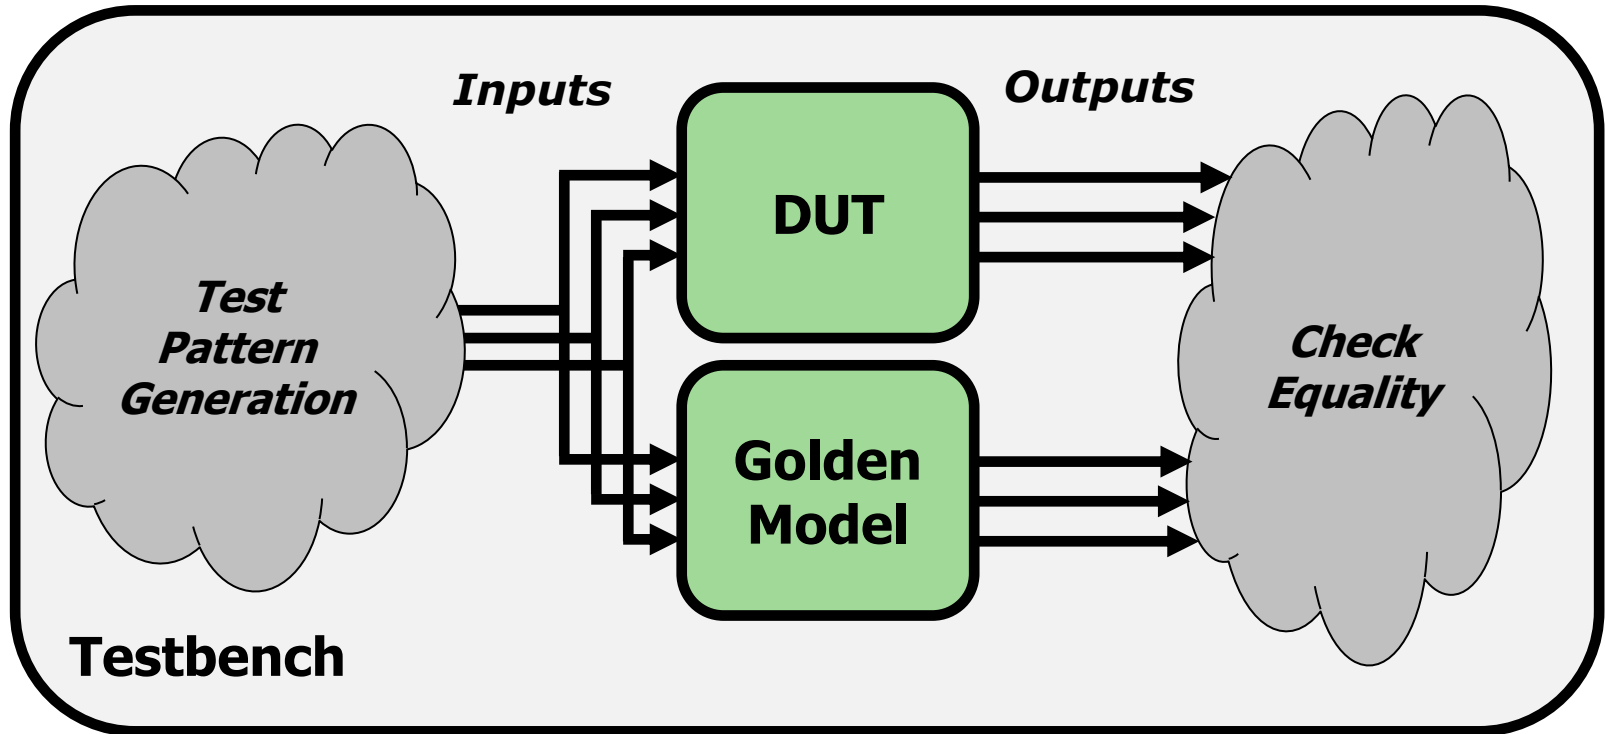 Inputs
Outputs
Test
Pattern
Generation
DUT
Golden
Model
Check
Equality
Testbench